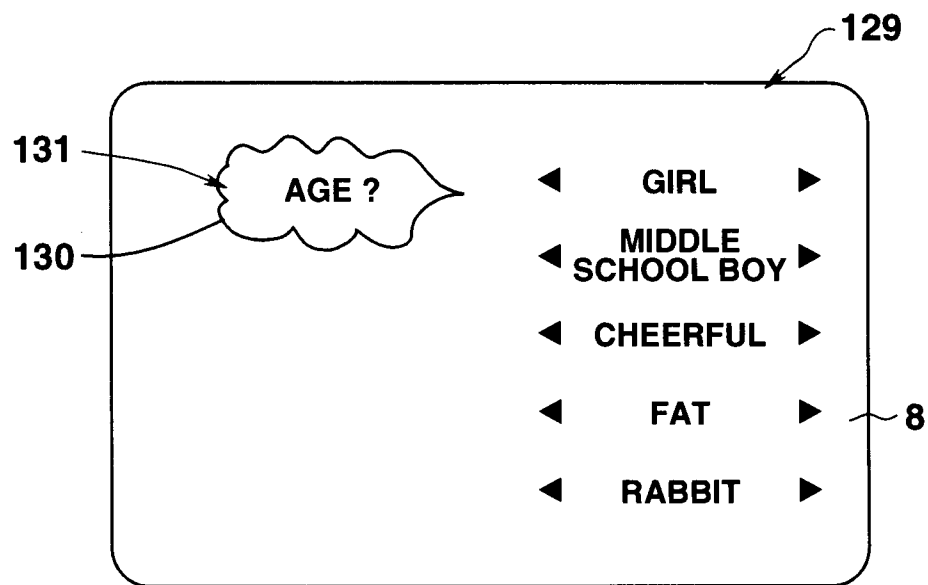 129
131
AGE ?
GIRL
130
MIDDLE
SCHOOL BOY
CHEERFUL
FAT
8
RABBIT